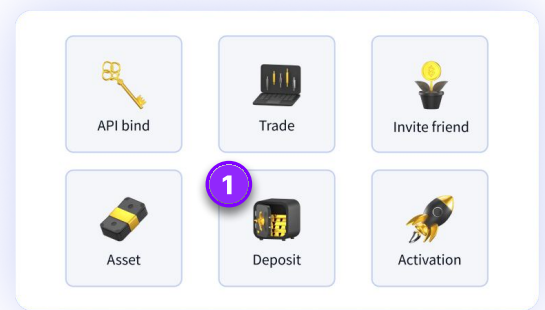 API bind
Trade
Invite friend
1
Asset
Deposit
Activation